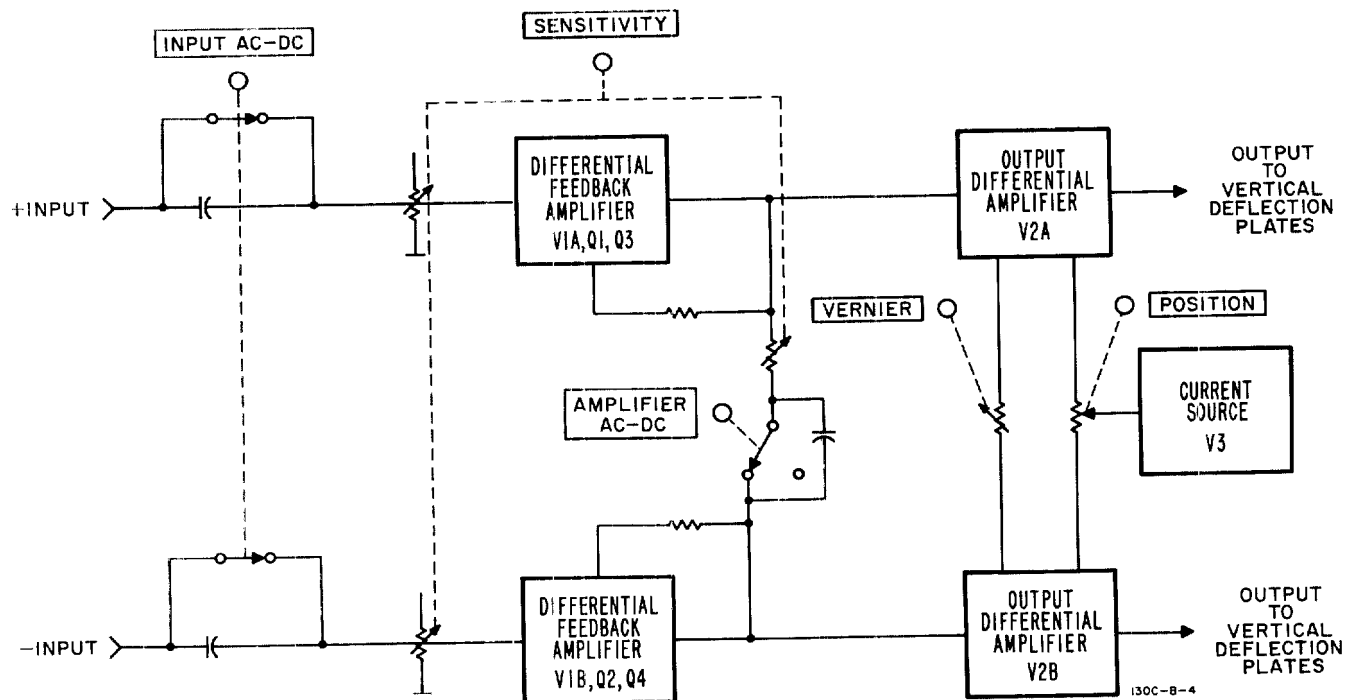 INPUT AC-DC
SENSITIVITY
+INPUT
DIFFERENTIAL
FEEDBACK
AMPLIFIER
V1A, Q1, Q3
OUTPUT
DIFFERENTIAL
AMPLIFIER
V2A
OUTPUT
TO
VERTICAL
DEFLECTION
PLATES
VERNIER
POSITION
AMPLIFIER
AC-DC
CURRENT
SOURCE
V3
-INPUT
DIFFERENTIAL
FEEDBACK
AMPLIFIER
V1B, Q2, Q4
OUTPUT
DIFFERENTIAL
AMPLIFIER
V2B
OUTPUT
TO
VERTICAL
DEFLECTION
PLATES
130C-B-4